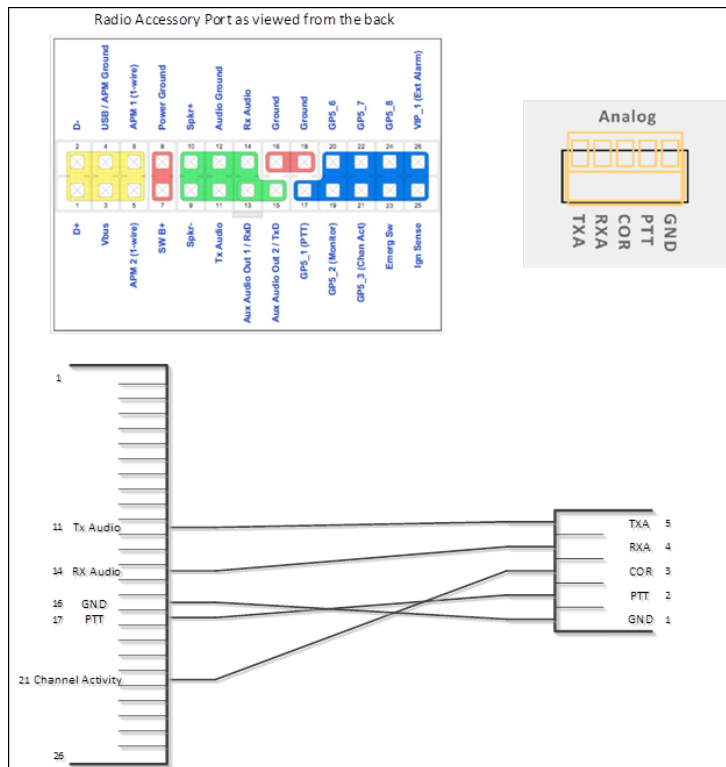 Radio Accessory Port as viewed from the back
D-
USB / APM Ground
APM 1 (1-wire)
Power Ground
Spkr+
Audio Ground
Rx Audio
Ground
Ground
GP5_6
GP5_7
GP5_8
VIP_1 (Ext Alarm)
2 4 6 8 10 12 14 16 18 20 22 24 26
1 3 5 7 9 11 13 15 17 19 21 23 25
D+
Vbus
APM 2 (1-wire)
SW B+
Spkr-
Tx Audio
Aux Audio Out 1 / RxD
Aux Audio Out 2 / TxD
GP5_1 (PTT)
GP5_2 (Monitor)
GP5_3 (Chan Act)
Emerg Sw
Ign Sense
Analog
TXA
RXA
COR
PTT
GND
1
11 Tx Audio
14 RX Audio
16 GND
17 PTT
21 Channel Activity
26
TXA 5
RXA 4
COR 3
PTT 2
GND 1